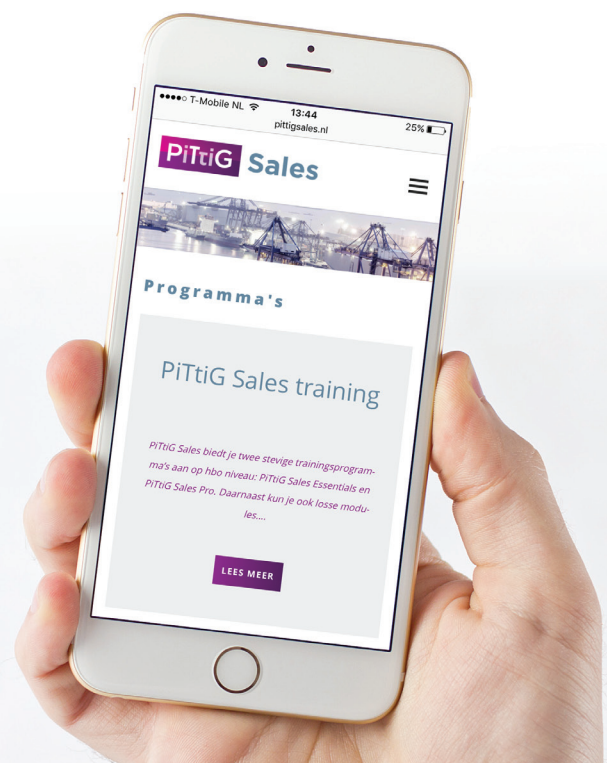 T-Mobile NL 13:44 25%
pittigsales.nl
PiTtiG Sales
Programma's
PiTtiG Sales training
PiTtiG Sales biedt je twee stevige trainingsprogram-
ma's aan op hbo niveau: PiTtiG Sales Essentials en
PiTtiG Sales Pro. Daarnaast kun je ook losse modu-
les....
LEES MEER